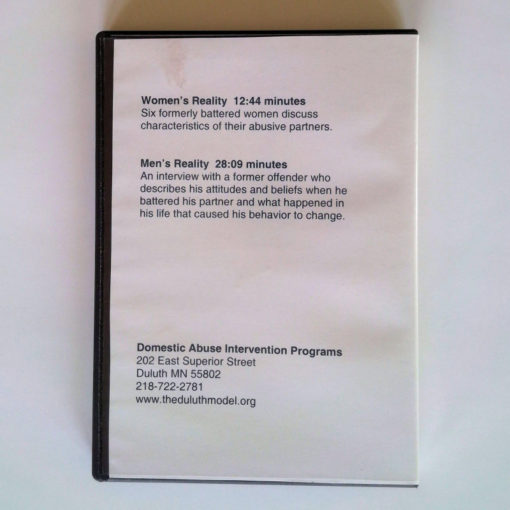 Women's Reality 12:44 minutes
Six formerly battered women discuss
characteristics of their abusive partners.
Men's Reality 28:09 minutes
An interview with a former offender who
describes his attitudes and beliefs when he
battered his partner and what happened in
his life that caused his behavior to change.
Domestic Abuse Intervention Programs
202 East Superior Street
Duluth MN 55802
218-722-2781
www.theduluthmodel.org